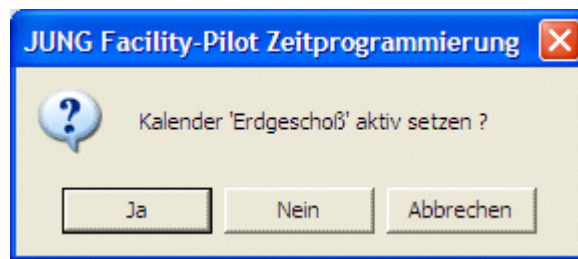 JUNG Facility-Pilot Zeitprogrammierung
Kalender 'Erdgeschoß' aktiv setzen ?
Ja Nein Abbrechen